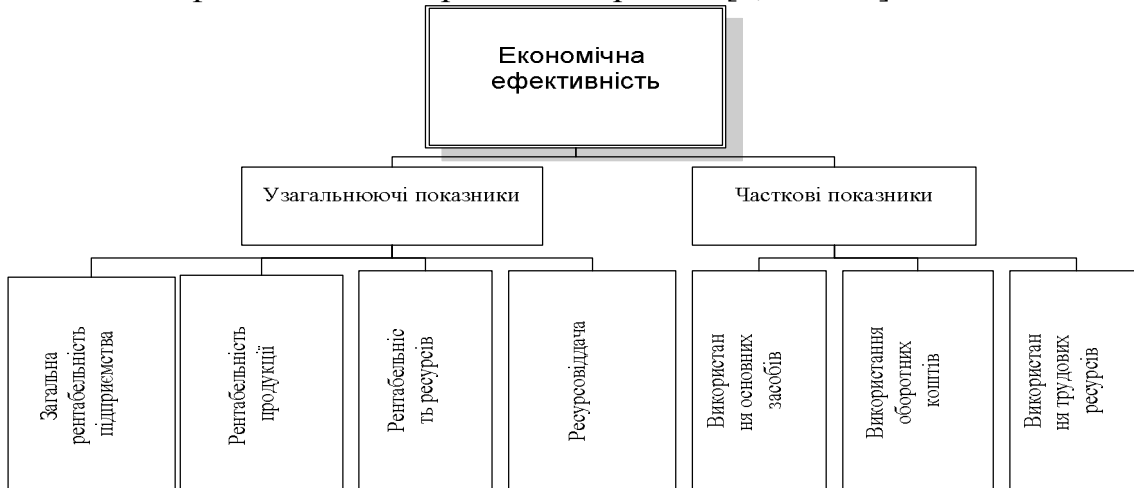 Економічна
ефективність
Узагальнюючі показники
Часткові показники
Загальна
рентабельність
підприємства
Рентабельність
продукції
Рентабельніс
ть ресурсів
Ресурсовіддача
Використан
ня основних
засобів
Використання
оборотних
коштів
Використан
ня трудових
ресурсів